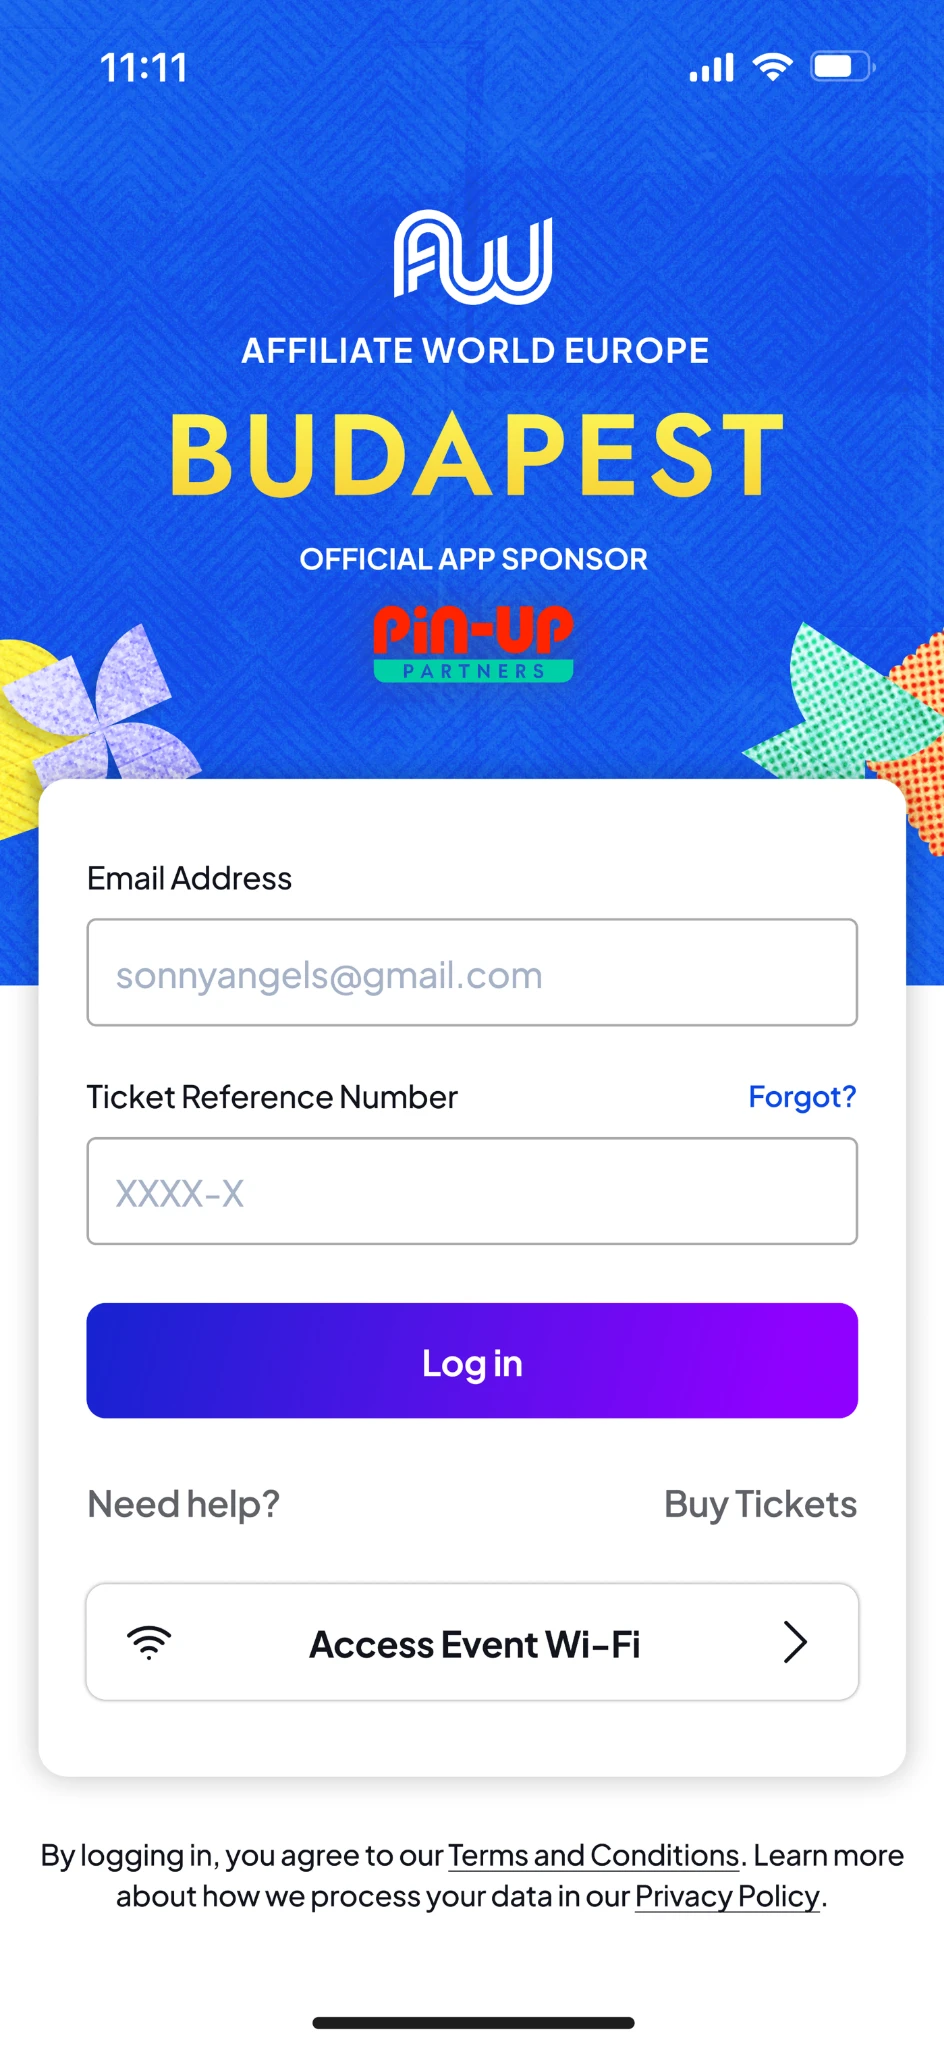 11:11
AW
AFFILIATE WORLD EUROPE
BUDAPEST
OFFICIAL APP SPONSOR
PiN-UP
PARTNERS
Email Address
sonnyangels@gmail.com
Ticket Reference Number Forgot?
XXXX-X
Log in
Need help? Buy Tickets
Access Event Wi-Fi
By logging in, you agree to our Terms and Conditions. Learn more
about how we process your data in our Privacy Policy.